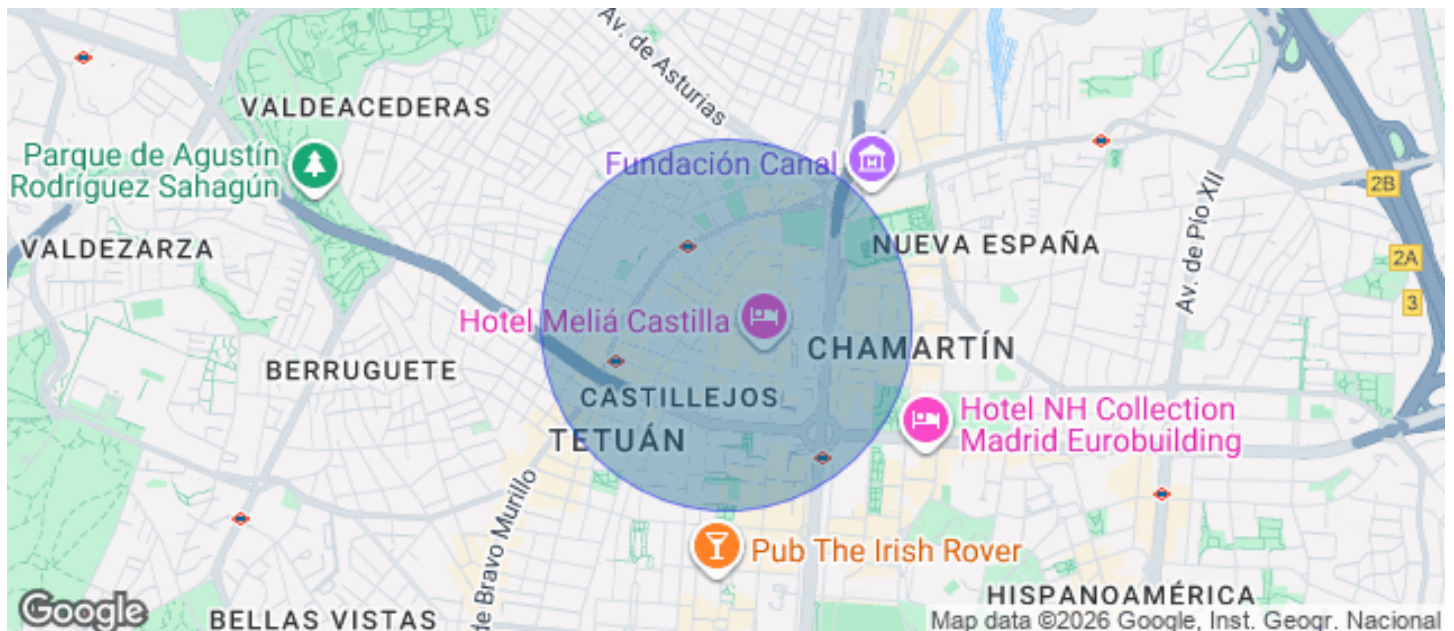 Av. de Asturias
VALDEACEDERAS
Parque de Agustín
Rodríguez Sahagún
Fundación Canal
2B
Av. de Pío XII
VALDEZARZA
NUEVA ESPAÑA
2A
3
Hotel Meliá Castilla
CHAMARTÍN
BERRUGUETE
CASTILLEJOS
Hotel NH Collection
Madrid Eurobuilding
TETUÁN
de Bravo Murillo
Pub The Irish Rover
HISPANOAMÉRICA
Google
BELLAS VISTAS
Map data ©2026 Google, Inst. Geogr. Nacional